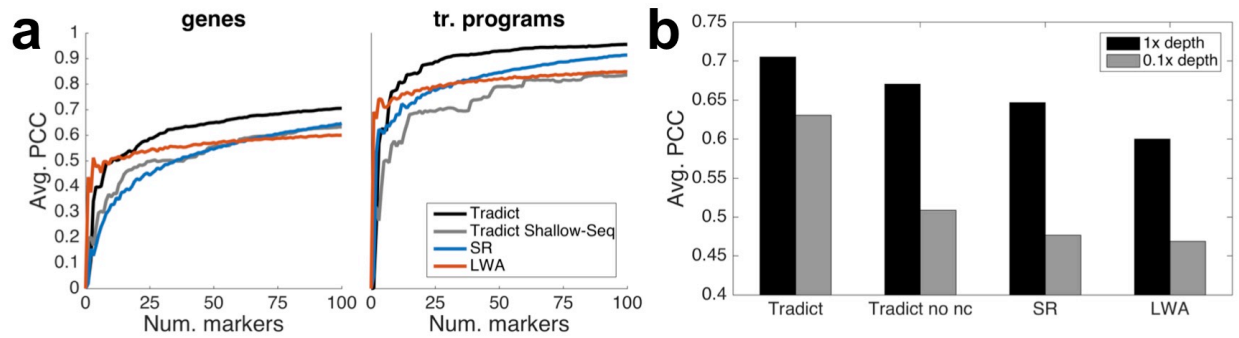 a
genes
tr. programs
Avg. PCC
1
0.9
0.8
0.7
0.6
0.5
0.4
0.3
0.2
0.1
0
0 25 50 75 100
0 25 50 75 100
Num. markers
Num. markers
Tradict
Tradict Shallow-Seq
SR
LWA
b
Avg. PCC
0.75
0.7
0.65
0.6
0.55
0.5
0.45
0.4
1x depth
0.1x depth
Tradict Tradict no nc SR LWA